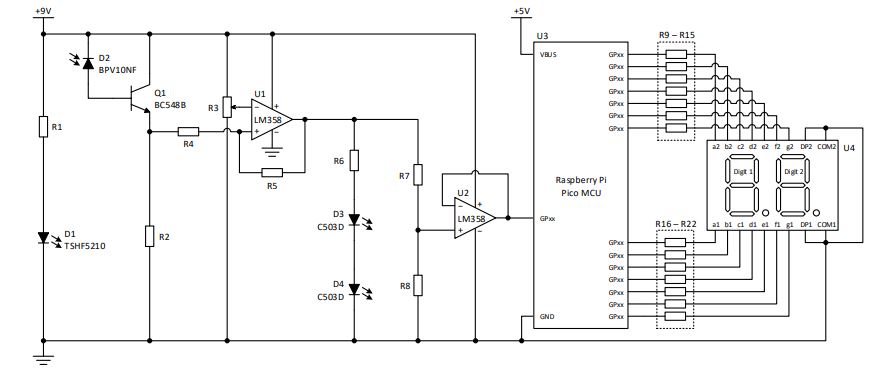 +9V
+5V
U3
R9 – R15
D2
BPV10NF
VBUS
GPxx
GPxx
GPxx
GPxx
GPxx
GPxx
GPxx
Q1
BC548B
U1
R3
LM358
R1
R4
R5
R6
R7
a2 b2 c2 d2 e2 f2 g2 DP2 COM2
U4
Digit 1
Digit 2
Raspberry Pi
Pico MCU
U2
LM358
GPxx
D3
C503D
D1
TSHF5210
R2
R16 – R22
a1 b1 c1 d1 e1 f1 g1 DP1 COM1
GPxx
GPxx
GPxx
GPxx
GPxx
GPxx
GPxx
D4
C503D
R8
GND